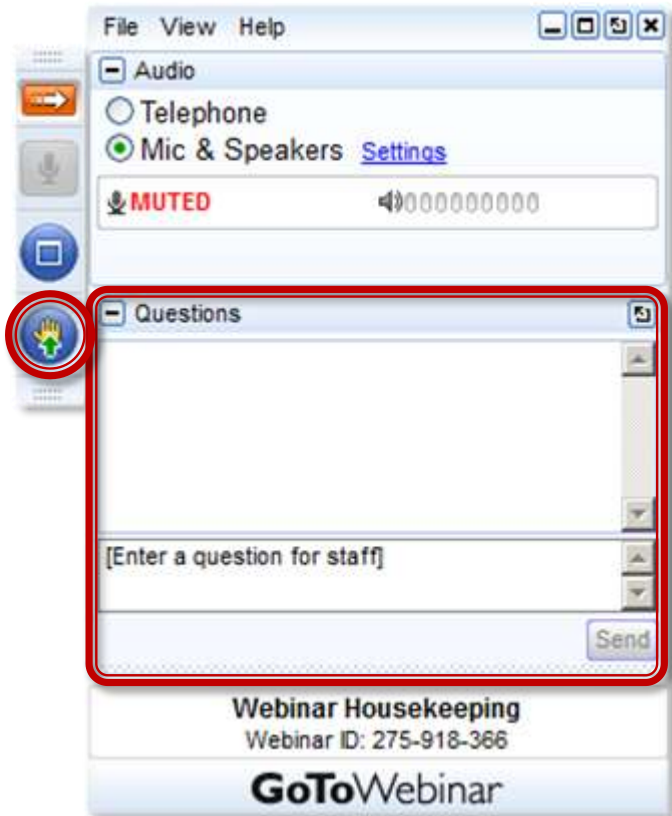 File View Help
Audio
Telephone
Mic & Speakers Settings
MUTED 000000000
Questions
[Enter a question for staff]
Send
Webinar Housekeeping
Webinar ID: 275-918-366
GoToWebinar